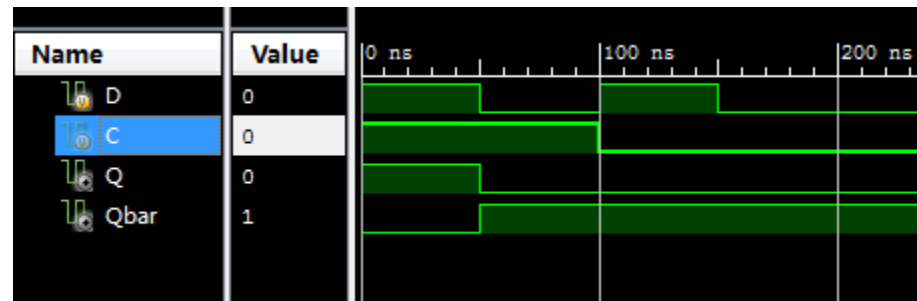 Name Value 0 ns 100 ns 200 ns
D 0
C 0
Q 0
Qbar 1